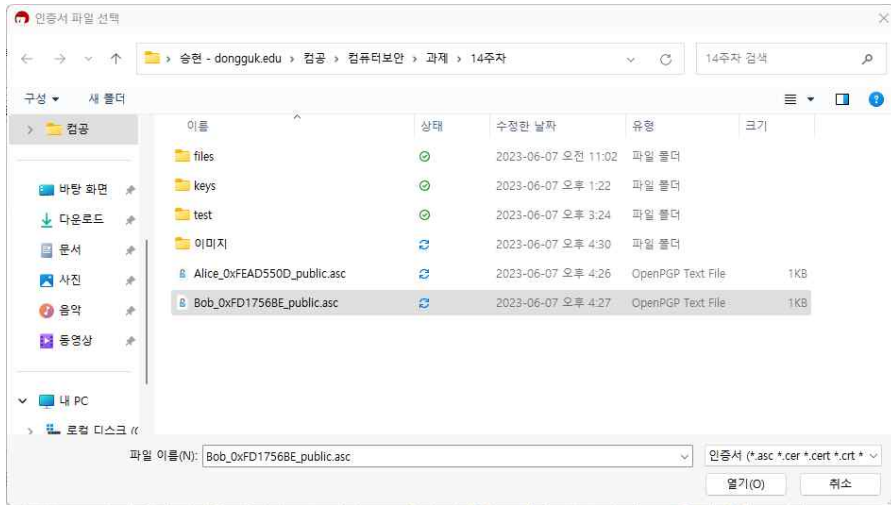 인증서 파일 선택
승현 - dongguk.edu > 컴공 > 컴퓨터보안 > 과제 > 14주차
14주차 검색
구성
새 폴더
컴공
이름
상태
수정한 날짜
유형
크기
files
2023-06-07 오전 11:02
파일 폴더
keys
2023-06-07 오후 1:22
파일 폴더
test
2023-06-07 오후 3:24
파일 폴더
이미지
2023-06-07 오후 4:30
파일 폴더
Alice_0xFEAD550D_public.asc
2023-06-07 오후 4:26
OpenPGP Text File
1KB
Bob_0xFD1756BE_public.asc
2023-06-07 오후 4:27
OpenPGP Text File
1KB
바탕 화면
다운로드
문서
사진
음악
동영상
내 PC
로컬 디스크 (
파일 이름(N):
Bob_0xFD1756BE_public.asc
인증서 (*.asc *.cer *.cert *.crt *
열기(O)
취소